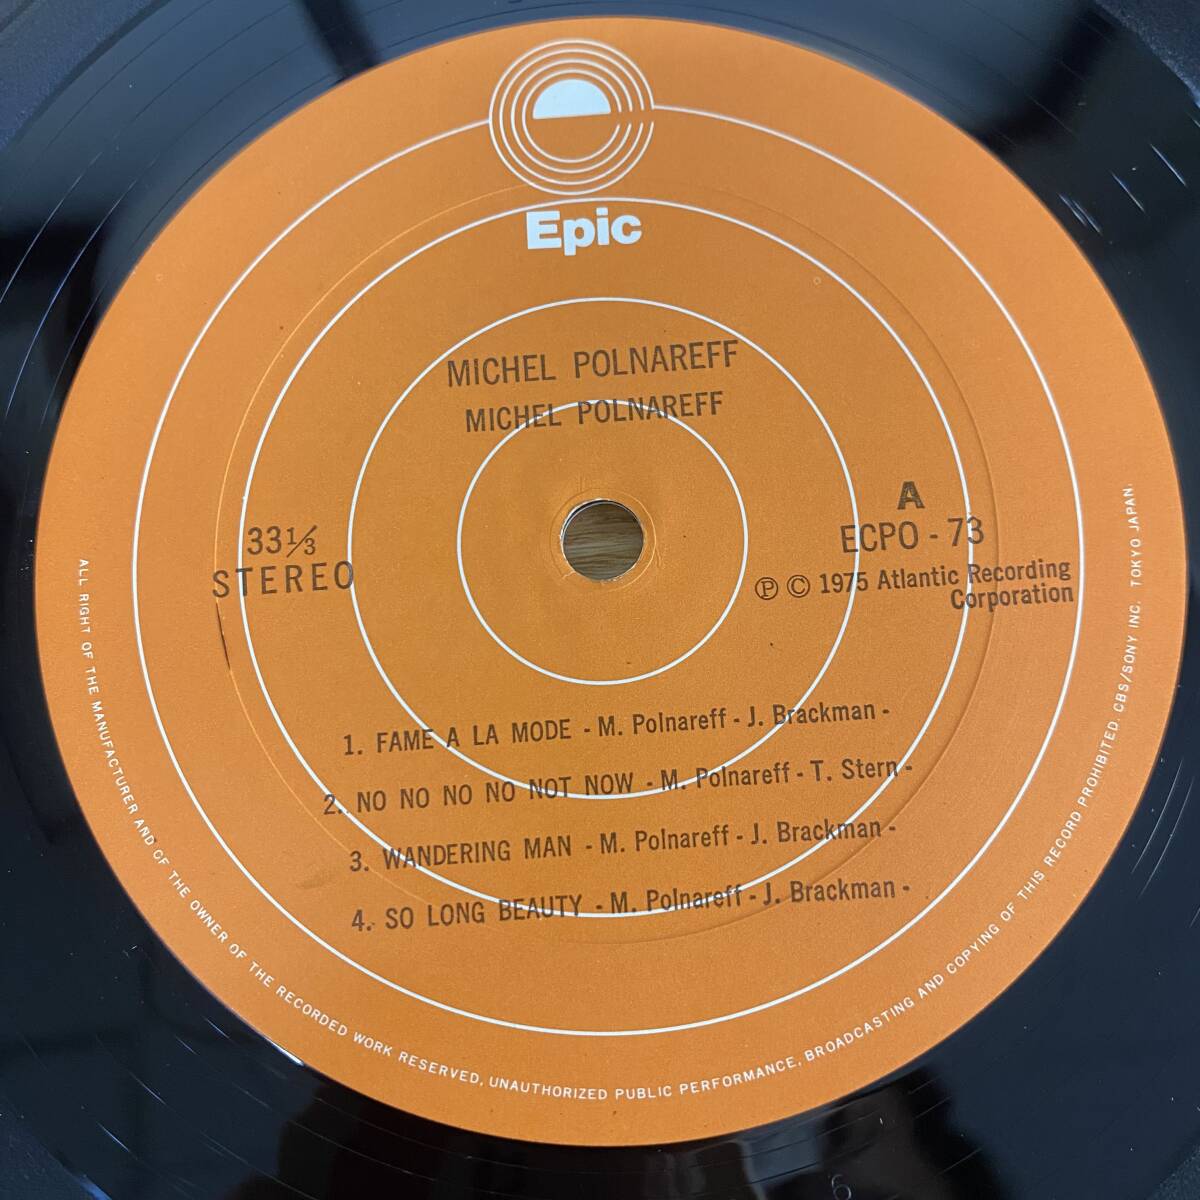 Epic
MICHEL POLNAREFF
MICHEL POLNAREFF
33⅓
STEREO
A
ECPO - 73
Ⓟ © 1975 Atlantic Recording
Corporation
1. FAME A LA MODE - M. Polnareff - J. Brackman -
2. NO NO NO NO NOT NOW - M. Polnareff - T. Stern -
3. WANDERING MAN - M. Polnareff - J. Brackman -
4. SO LONG BEAUTY - M. Polnareff - J. Brackman -
ALL RIGHT OF THE MANUFACTURER AND OF THE OWNER OF THE RECORDED WORK RESERVED, UNAUTHORIZED PUBLIC PERFORMANCE, BROADCASTING AND COPYING OF THIS RECORD PROHIBITED. CBS/SONY INC. TOKYO JAPAN.
6